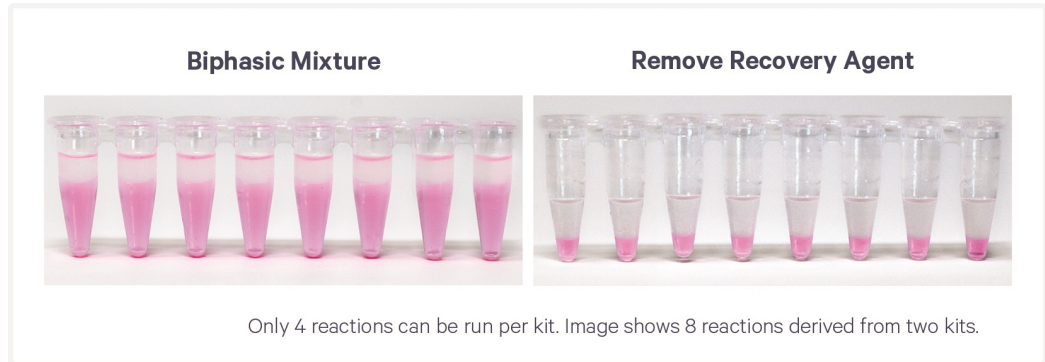 Biphasic Mixture
Remove Recovery Agent
Only 4 reactions can be run per kit. Image shows 8 reactions derived from two kits.